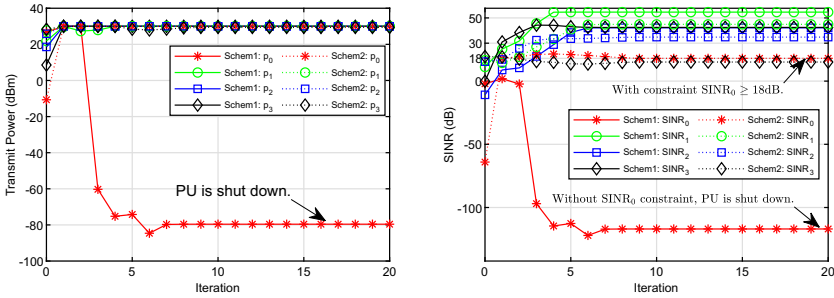 40
20
0
-20
-40
-60
-80
-100
0
5
10
15
20
Transmit Power (dBm)
Iteration
Schem1: p0
Schem1: p1
Schem1: p2
Schem1: p3
Schem2: p0
Schem2: p1
Schem2: p2
Schem2: p3
PU is shut down.
50
30
18
0
-100
0
5
10
15
20
SINR (dB)
Iteration
With constraint SINR0 ≥ 18dB.
Schem1: SINR0
Schem1: SINR1
Schem1: SINR2
Schem1: SINR3
Schem2: SINR0
Schem2: SINR1
Schem2: SINR2
Schem2: SINR3
Without SINR0 constraint, PU is shut down.